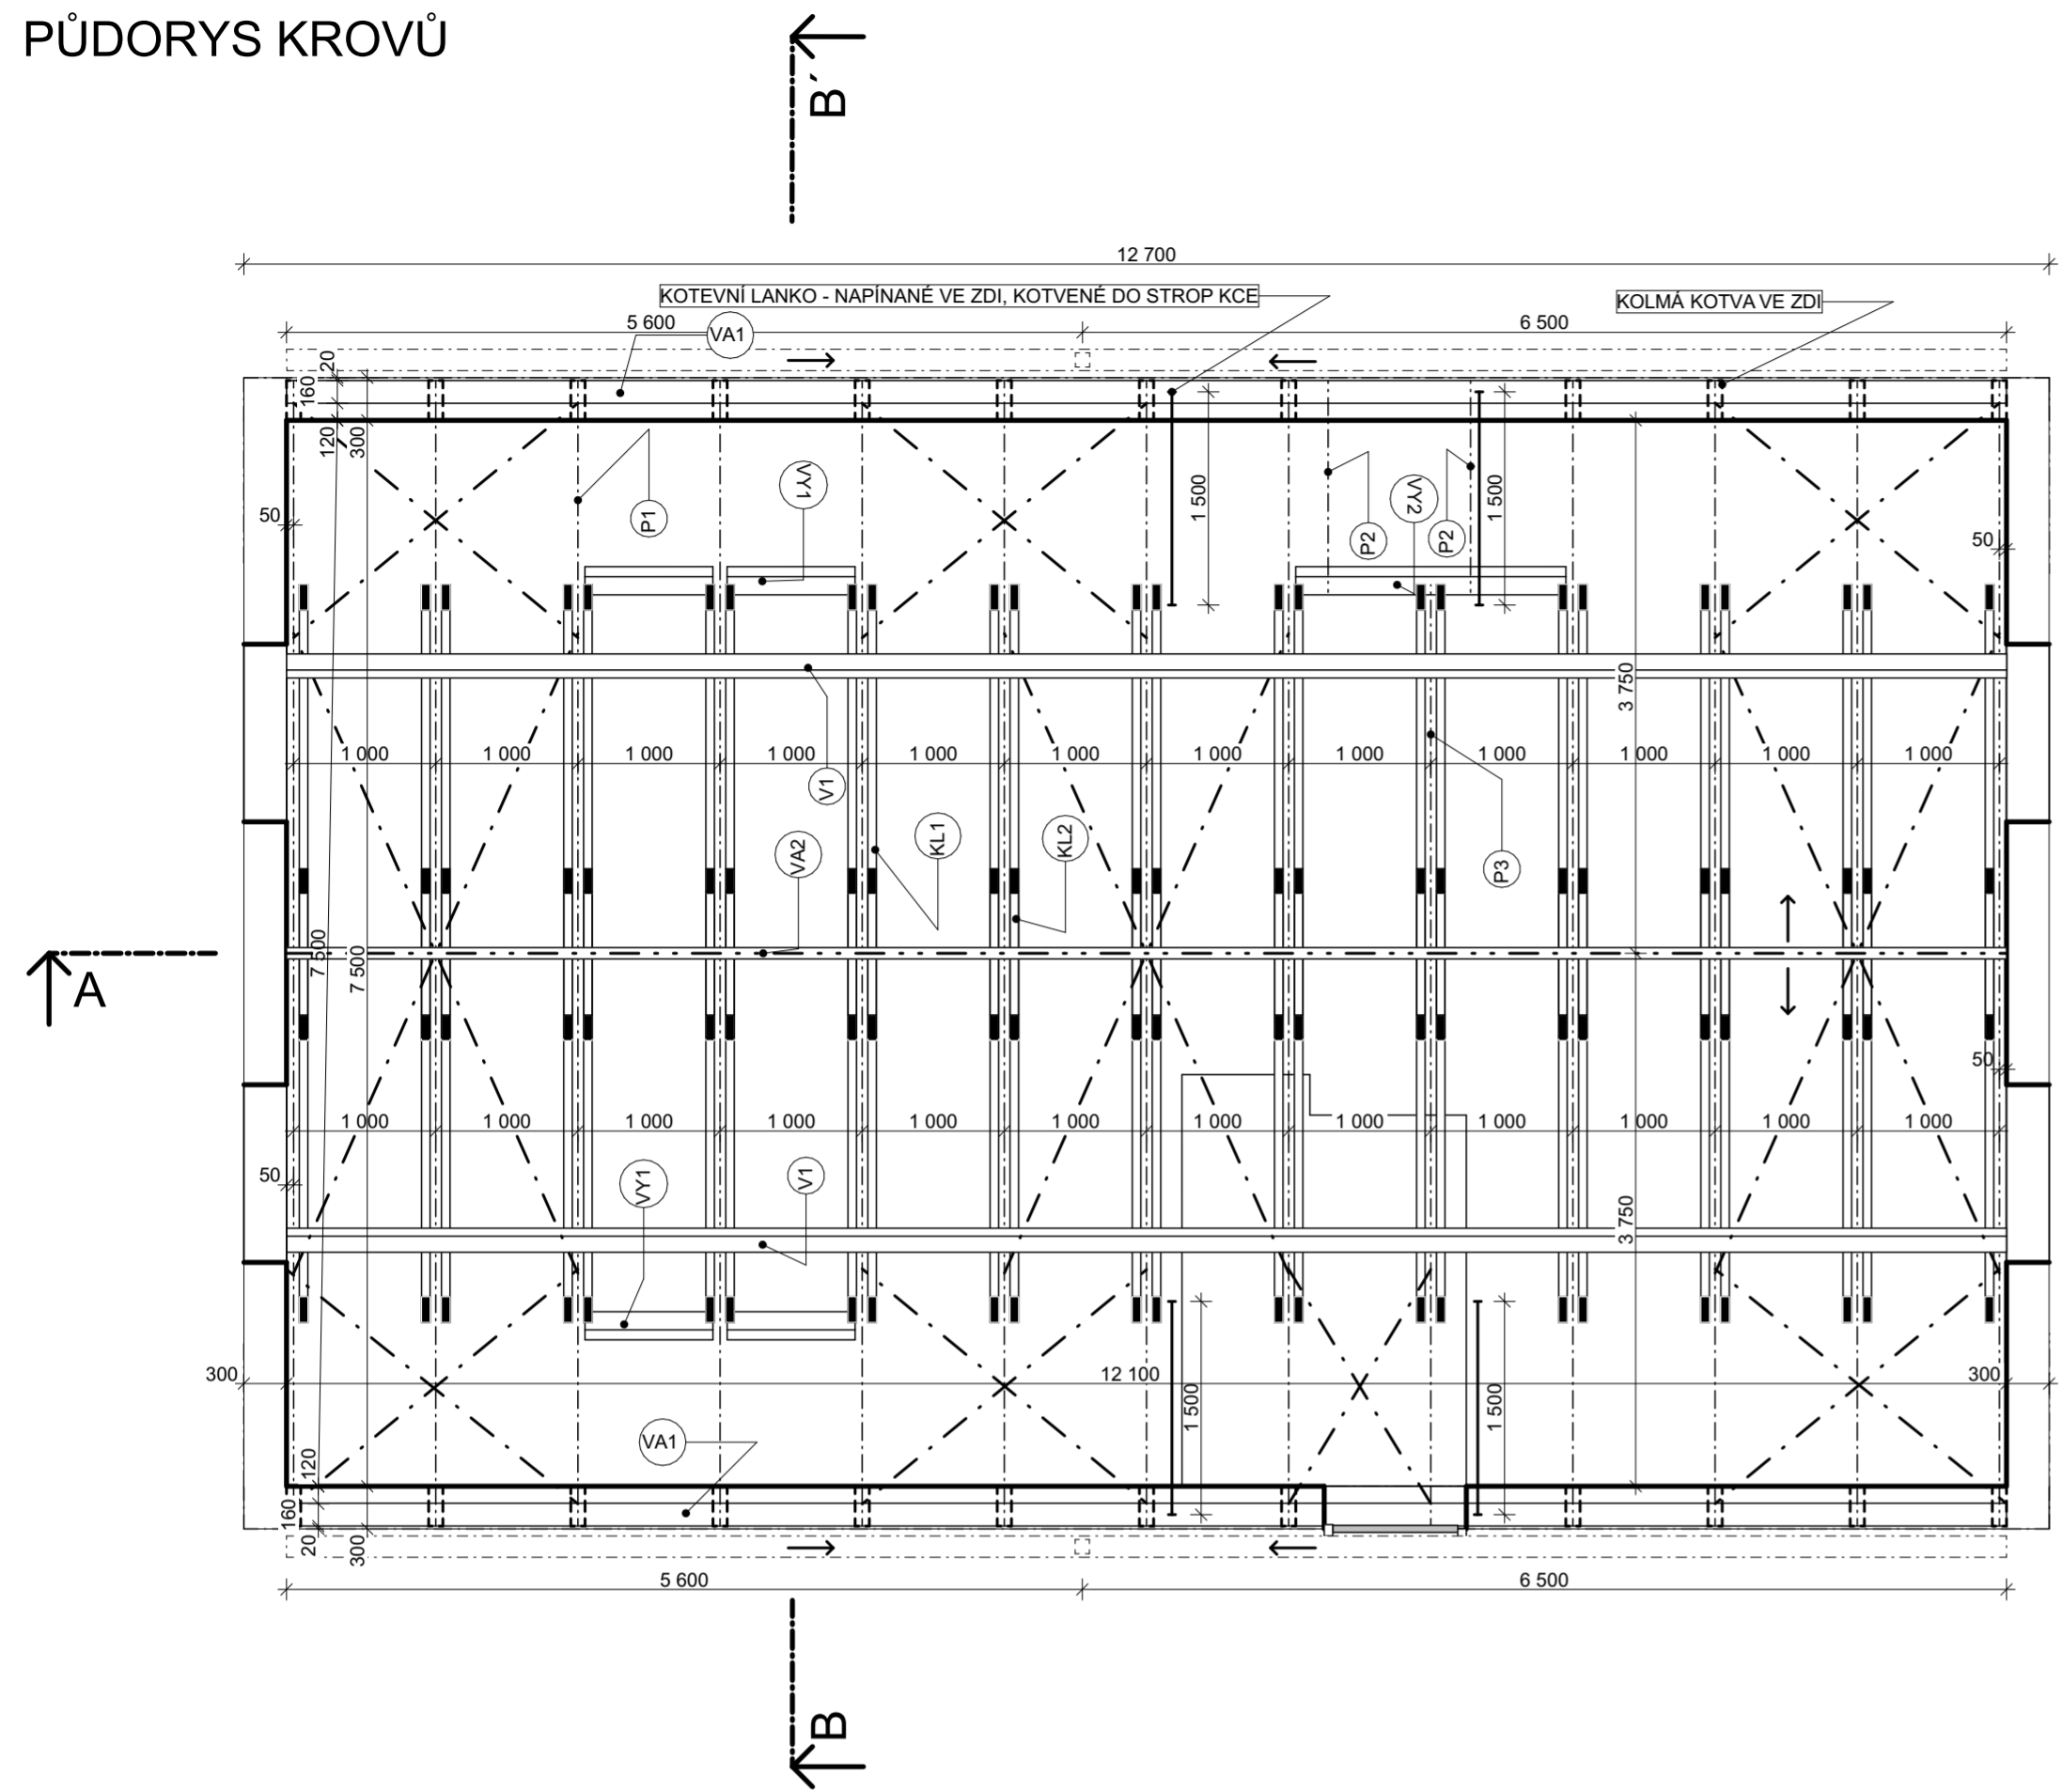 PŮDORYS KROVŮ
B´
12 700
KOTEVNÍ LANKO - NAPÍNANÉ VE ZDI, KOTVENÉ DO STROP KCE
KOLMÁ KOTVA VE ZDI
5 600
VA1
6 500
20
160
120
300
50
P1
VY1
1 500
P2
VY2
P2
1 500
50
3 750
1 000
1 000
1 000
1 000
1 000
1 000
1 000
1 000
1 000
1 000
1 000
1 000
V1
VA2
KL1
KL2
P3
A
7 500
7 500
50
1 000
1 000
1 000
1 000
1 000
1 000
1 000
1 000
1 000
1 000
1 000
1 000
50
VY1
V1
3 750
300
12 100
300
1 500
1 500
VA1
120
160
20
300
5 600
6 500
B